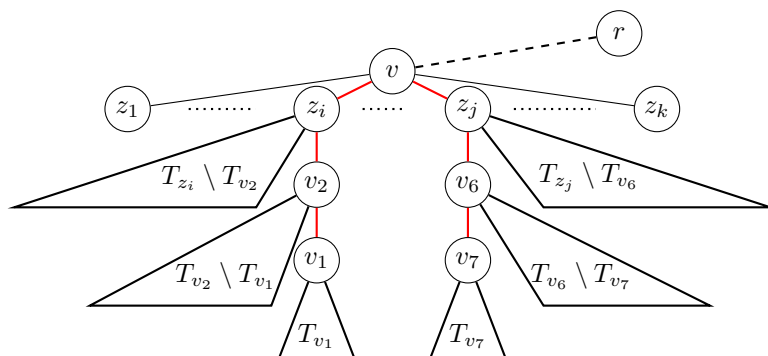 r
v
z_1 ........ z_i ...... z_j .......... z_k
T_{z_i} \ T_{v_2} T_{z_j} \ T_{v_6}
v_2 v_6
T_{v_2} \ T_{v_1} v_1 v_7 T_{v_6} \ T_{v_7}
T_{v_1} T_{v_7}